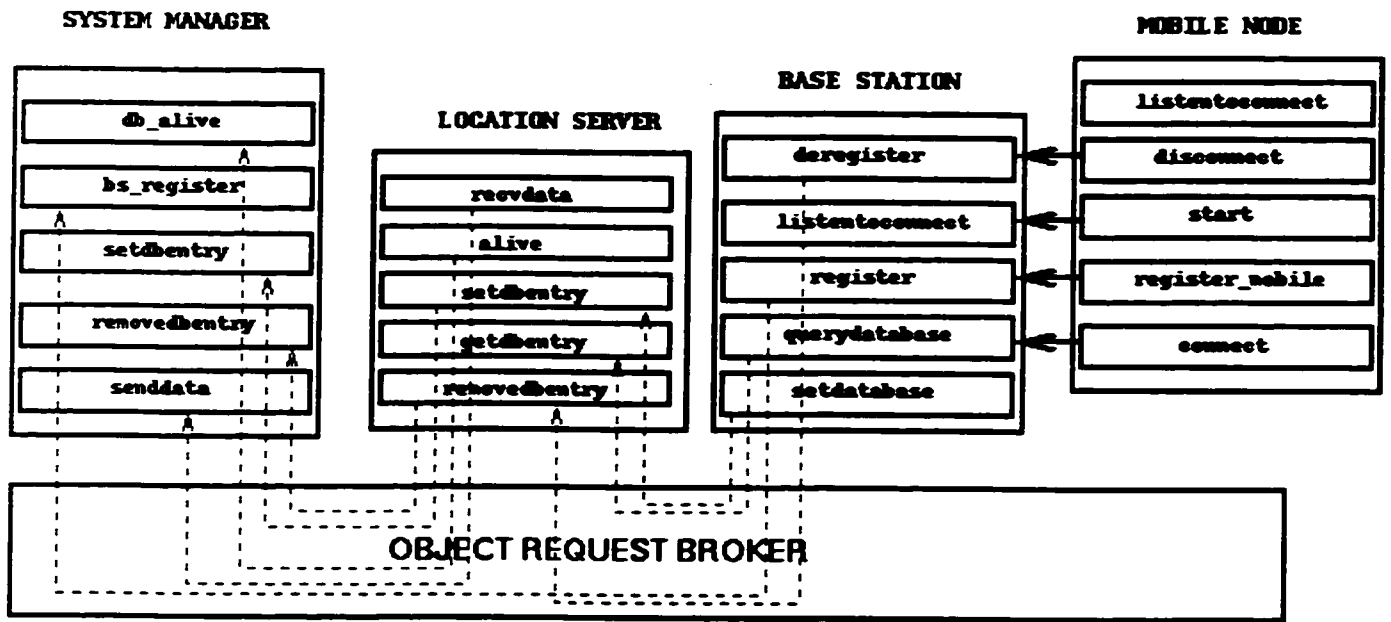 SYSTEM MANAGER
db_alive
bs_register
setdbentry
removedbentry
senddata
LOCATION SERVER
recvdata
alive
setdbentry
getdbentry
removedbentry
BASE STATION
deregister
listentoconnect
register
querydatabase
setdatabase
MOBILE NODE
listentoconnect
disconnect
start
register_mobile
connect
OBJECT REQUEST BROKER